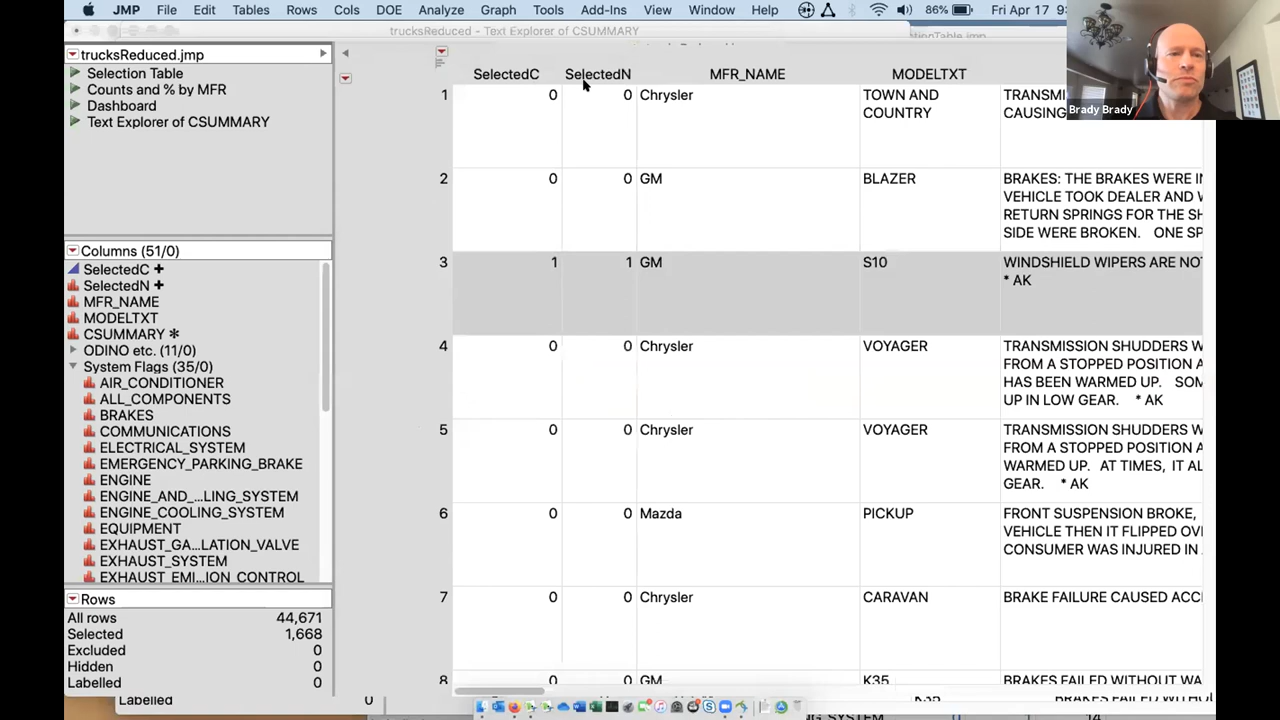 JMP File Edit Tables Rows Cols DOE Analyze Graph Tools Add-Ins View Window Help 86% Fri Apr 17
trucksReduced - Text Explorer of CSUMMARY
Brady Brady
trucksReduced.jmp
Selection Table
Counts and % by MFR
Dashboard
Text Explorer of CSUMMARY
Columns (51/0)
SelectedC
SelectedN
MFR_NAME
MODELTXT
CSUMMARY
ODINO etc. (11/0)
System Flags (35/0)
AIR_CONDITIONER
ALL_COMPONENTS
BRAKES
COMMUNICATIONS
ELECTRICAL_SYSTEM
EMERGENCY_PARKING_BRAKE
ENGINE
ENGINE_AND_...LING_SYSTEM
ENGINE_COOLING_SYSTEM
EQUIPMENT
EXHAUST_GA...LATION_VALVE
EXHAUST_SYSTEM
EXHAUST_EMI...ION_CONTROL
Rows
All rows 44,671
Selected 1,668
Excluded 0
Hidden 0
Labelled 0
Labelled 0
SelectedC SelectedN MFR_NAME MODELTXT
1 0 0 Chrysler TOWN AND
COUNTRY
CAUSING
2 0 0 GM BLAZER BRAKES: THE BRAKES WERE
VEHICLE TOOK DEALER AND
RETURN SPRINGS FOR THE
SIDE WERE BROKEN. ONE
3 1 1 GM S10 WINDSHIELD WIPERS ARE
* AK
4 0 0 Chrysler VOYAGER TRANSMISSION SHUDDERS
FROM A STOPPED POSITION
HAS BEEN WARMED UP.
UP IN LOW GEAR. * AK
5 0 0 Chrysler VOYAGER TRANSMISSION SHUDDERS
FROM A STOPPED POSITION
WARMED UP. AT TIMES, IT
GEAR. * AK
6 0 0 Mazda PICKUP FRONT SUSPENSION BROKE,
VEHICLE THEN IT FLIPPED
CONSUMER WAS INJURED IN
7 0 0 Chrysler CARAVAN BRAKE FAILURE CAUSED
8 0 0 GM K35 BRAKES FAILED WITHOUT